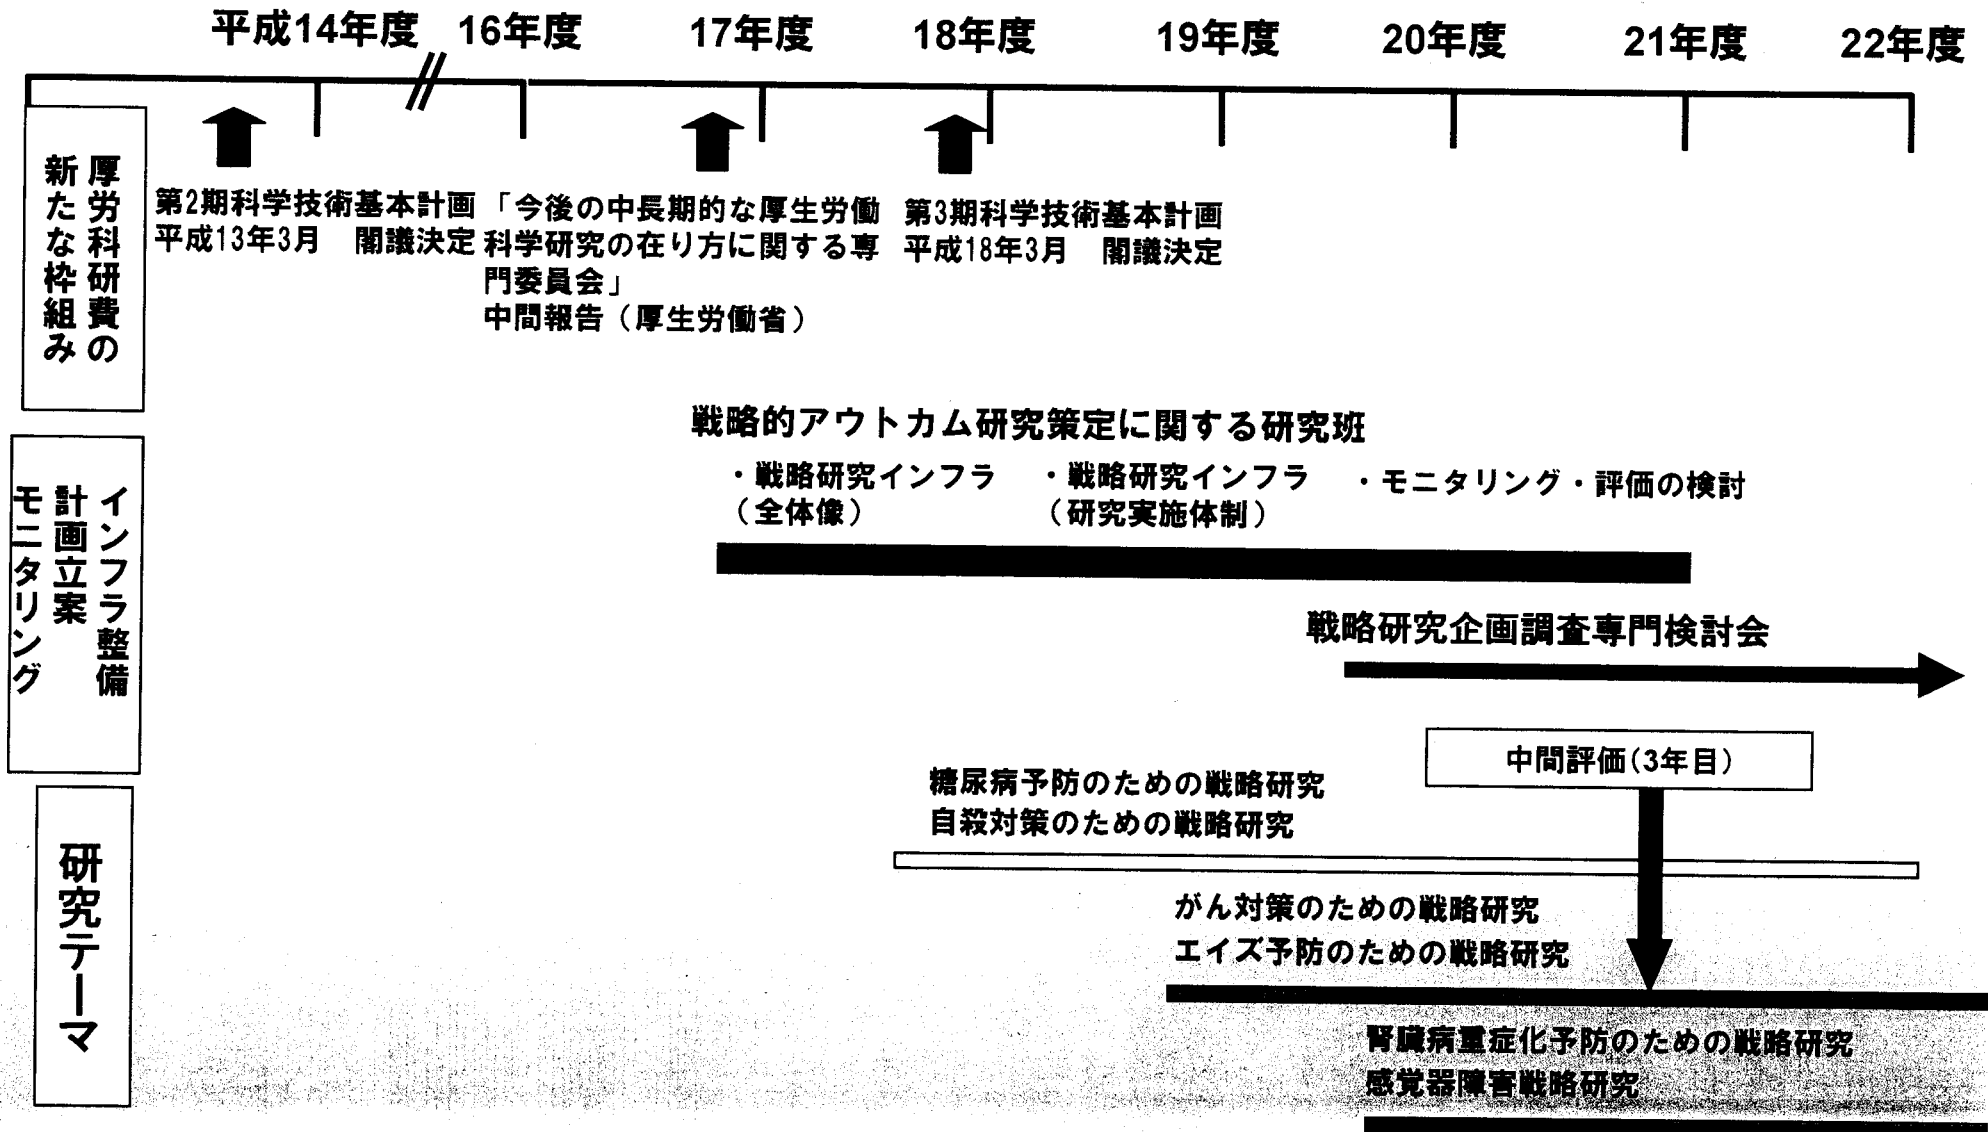 平成14年度 16年度 17年度 18年度 19年度 20年度 21年度 22年度
厚労科研費の
新たな枠組み
第2期科学技術基本計画
平成13年3月 閣議決定
「今後の中長期的な厚生労働
科学研究の在り方に関する専
門委員会」
中間報告（厚生労働省）
第3期科学技術基本計画
平成18年3月 閣議決定
インフラ整備
計画立案
モニタリング
戦略的アウトカム研究策定に関する研究班
・戦略研究インフラ
（全体像）
・戦略研究インフラ
（研究実施体制）
・モニタリング・評価の検討
戦略研究企画調査専門検討会
中間評価(3年目)
研究テーマ
糖尿病予防のための戦略研究
自殺対策のための戦略研究
がん対策のための戦略研究
エイズ予防のための戦略研究
腎臓病重症化予防のための戦略研究
感覚器障害戦略研究